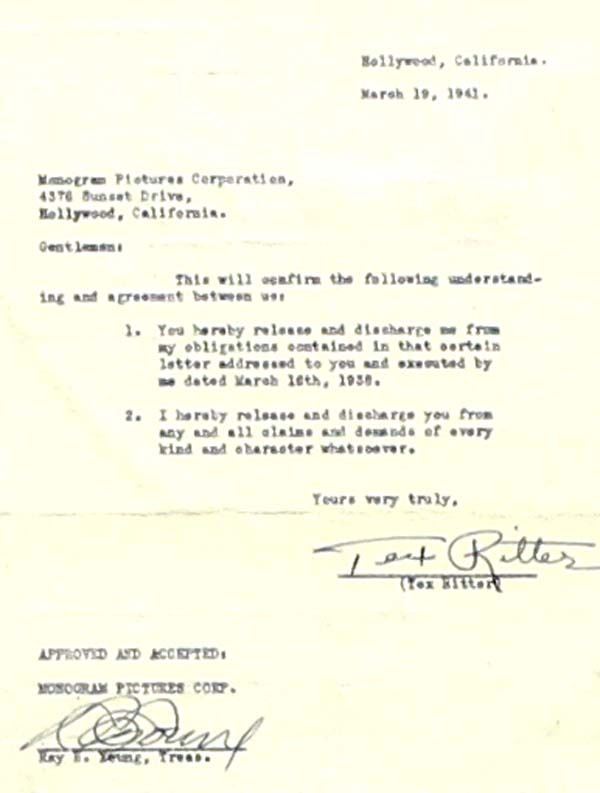 Hollywood, California.
March 19, 1941.
Monogram Pictures Corporation,
4376 Sunset Drive,
Hollywood, California.
Gentlemen:
This will confirm the following understand-
ing and agreement between us:
1. You hereby release and discharge me from
my obligations contained in that certain
letter addressed to you and executed by
me dated March 16th, 1938.
2. I hereby release and discharge you from
any and all claims and demands of every
kind and character whatsoever.
Yours very truly,
Tex Ritter
(Tex Ritter)
APPROVED AND ACCEPTED:
MONOGRAM PICTURES CORP.
Ray E. Young, Treas.